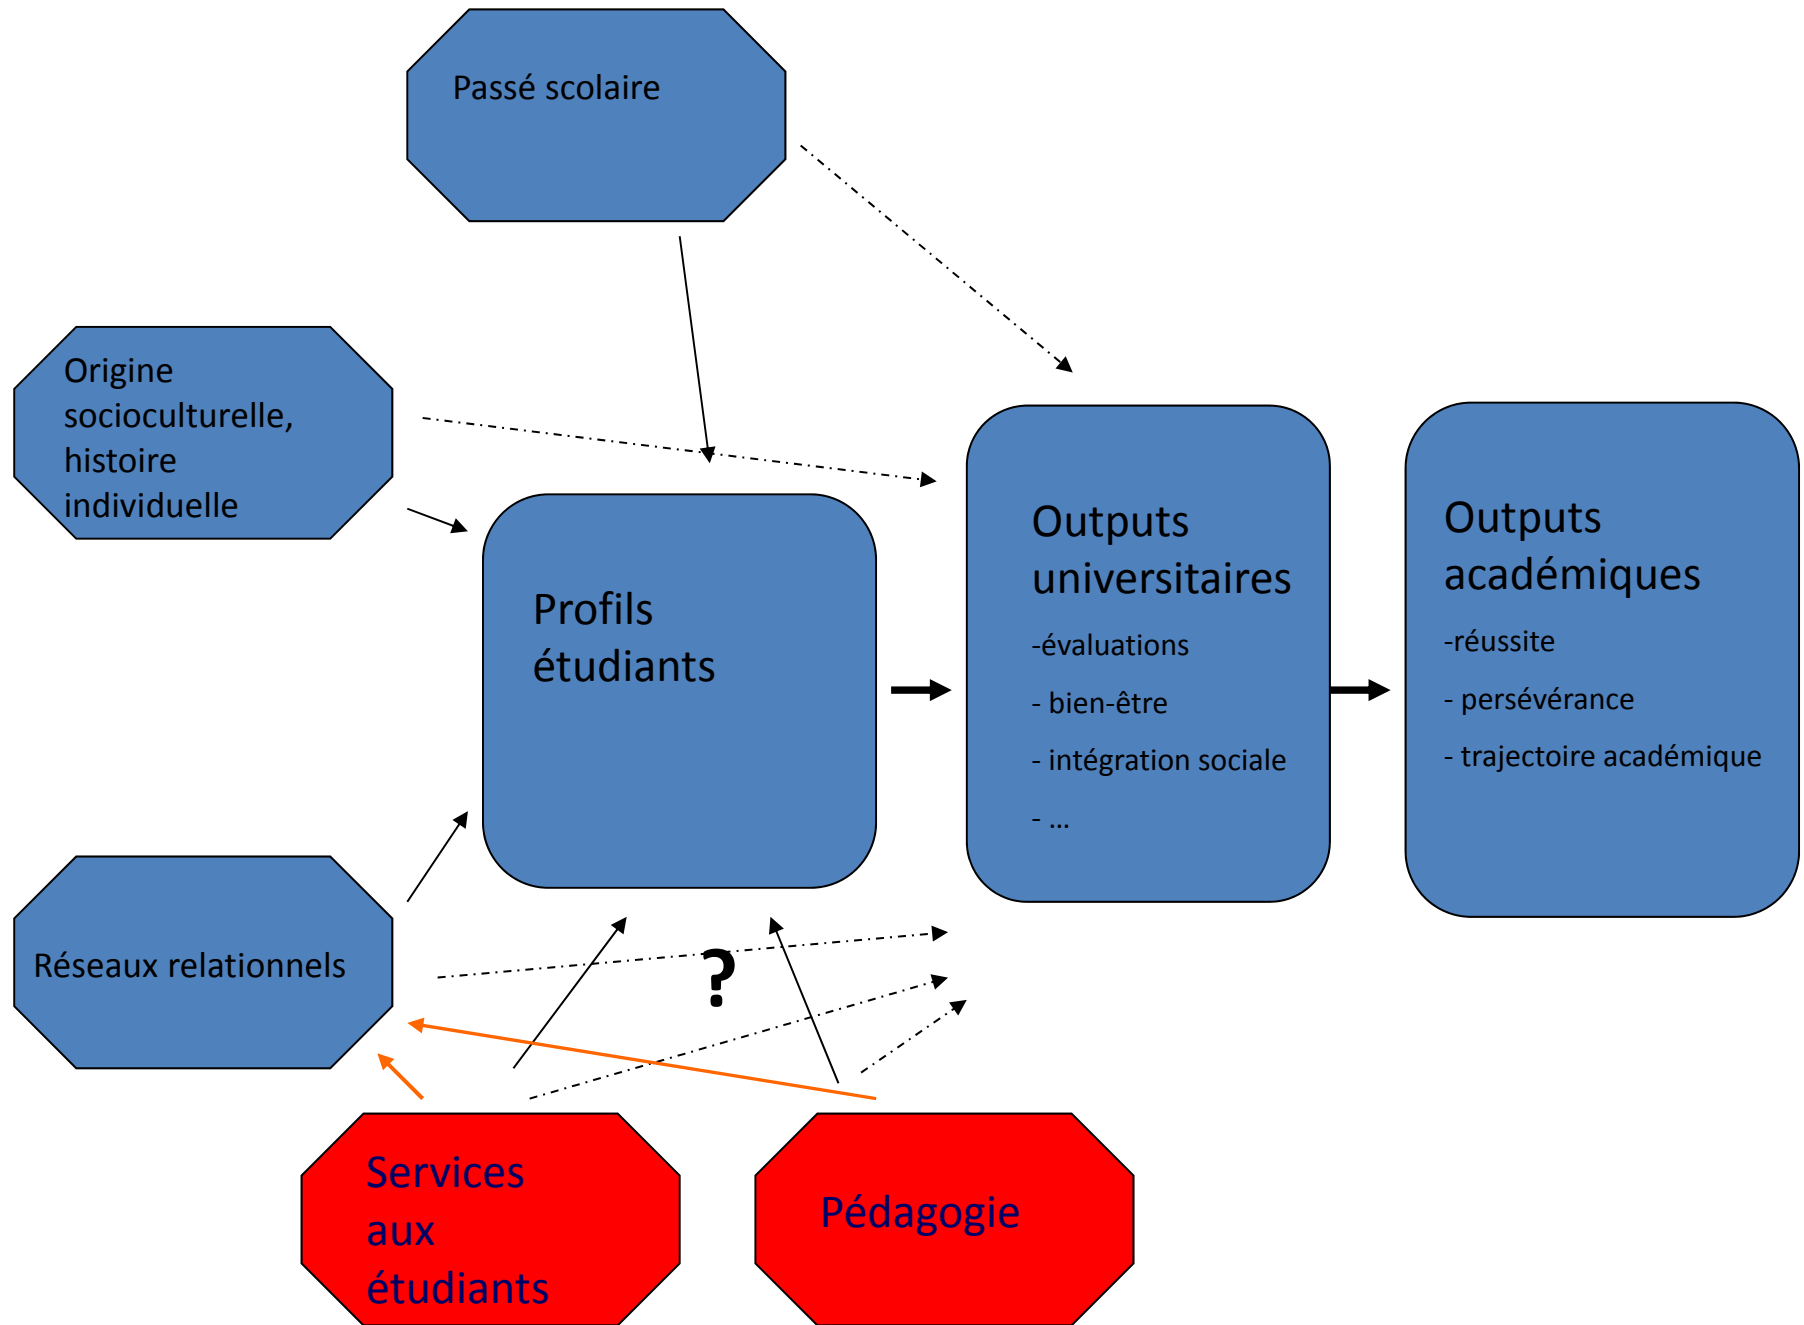 Passé scolaire
Origine
socioculturelle,
histoire
individuelle
Profils
étudiants
Outputs
universitaires
-évaluations
- bien-être
- intégration sociale
- ...
Outputs
académiques
-réussite
- persévérance
- trajectoire académique
Réseaux relationnels
?
Services
aux
étudiants
Pédagogie